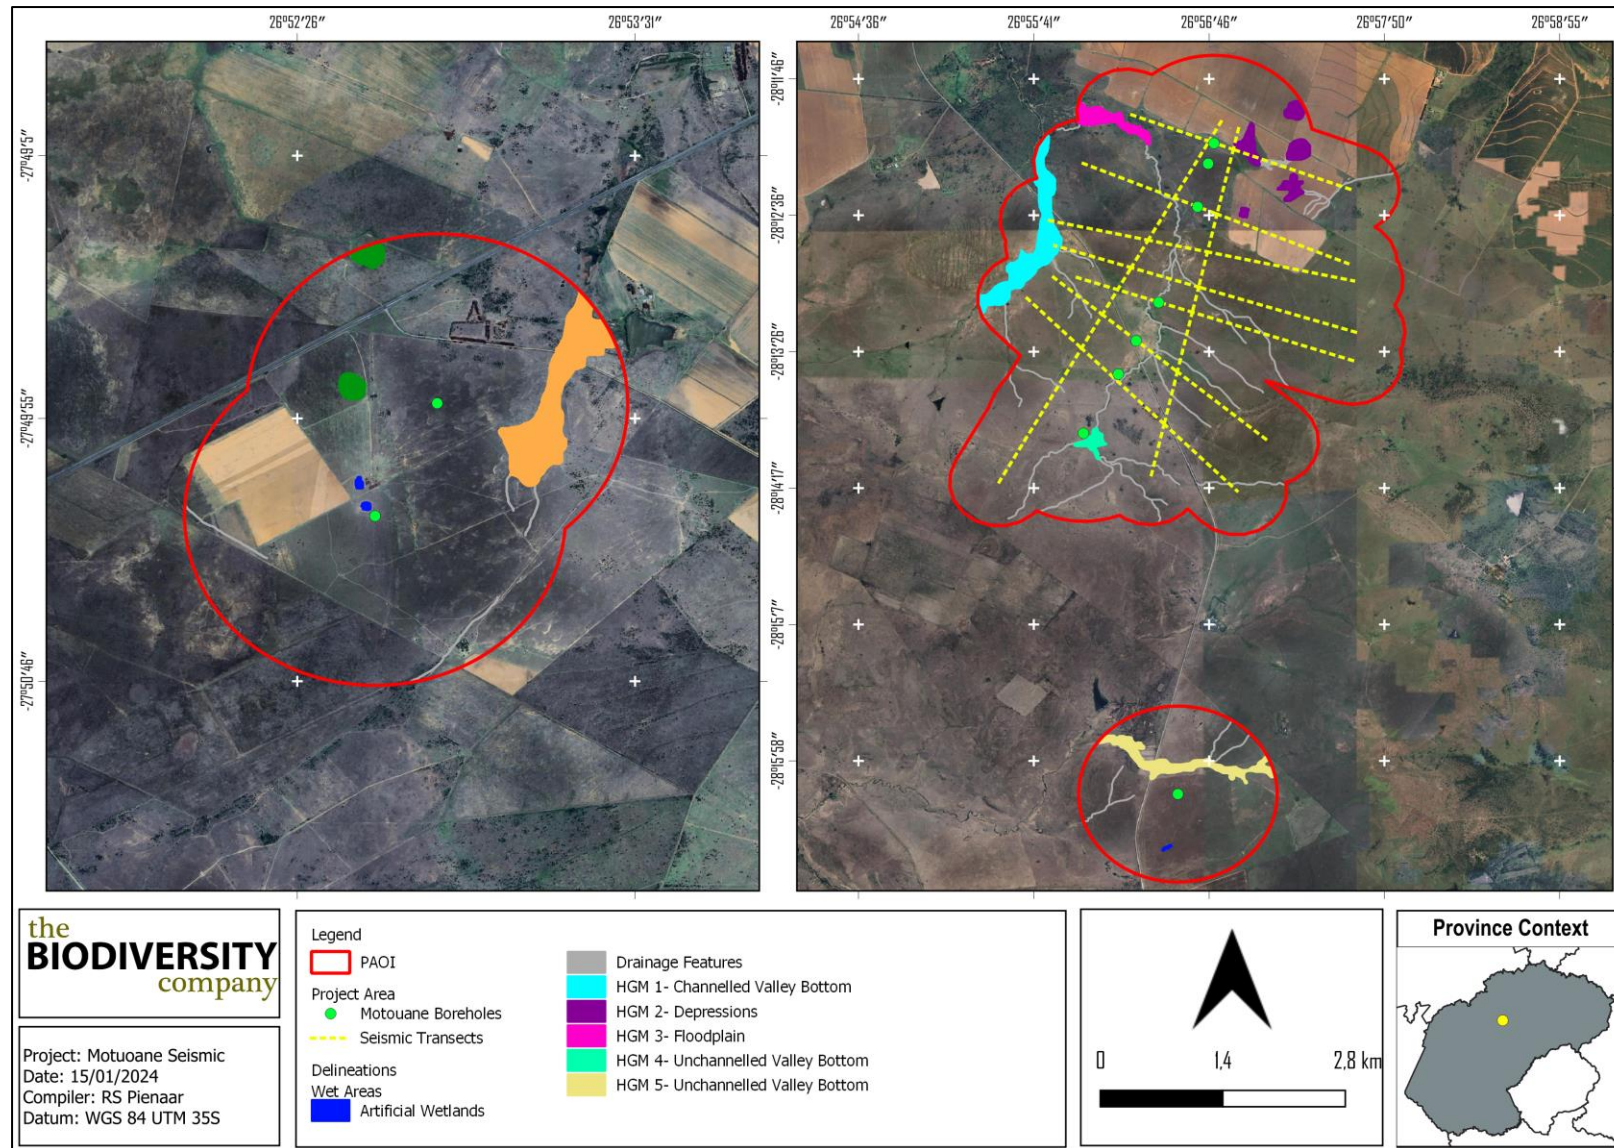 26°52'26" 26°53'31" 26°54'36" 26°55'41" 26°56'46" 26°57'50" 26°58'55"
-27°49'5"
-27°49'55"
-27°50'46"
-28°11'46"
-28°12'36"
-28°13'26"
-28°14'17"
-28°15'7"
-28°15'58"
the
BIODIVERSITY
company
Project: Motuoane Seismic
Date: 15/01/2024
Compiler: RS Pienaar
Datum: WGS 84 UTM 35S
Legend
PAOI
Project Area
Motouane Boreholes
Seismic Transects
Delineations
Wet Areas
Artificial Wetlands
Drainage Features
HGM 1- Channelled Valley Bottom
HGM 2- Depressions
HGM 3- Floodplain
HGM 4- Unchannelled Valley Bottom
HGM 5- Unchannelled Valley Bottom
0 1,4 2,8 km
Province Context